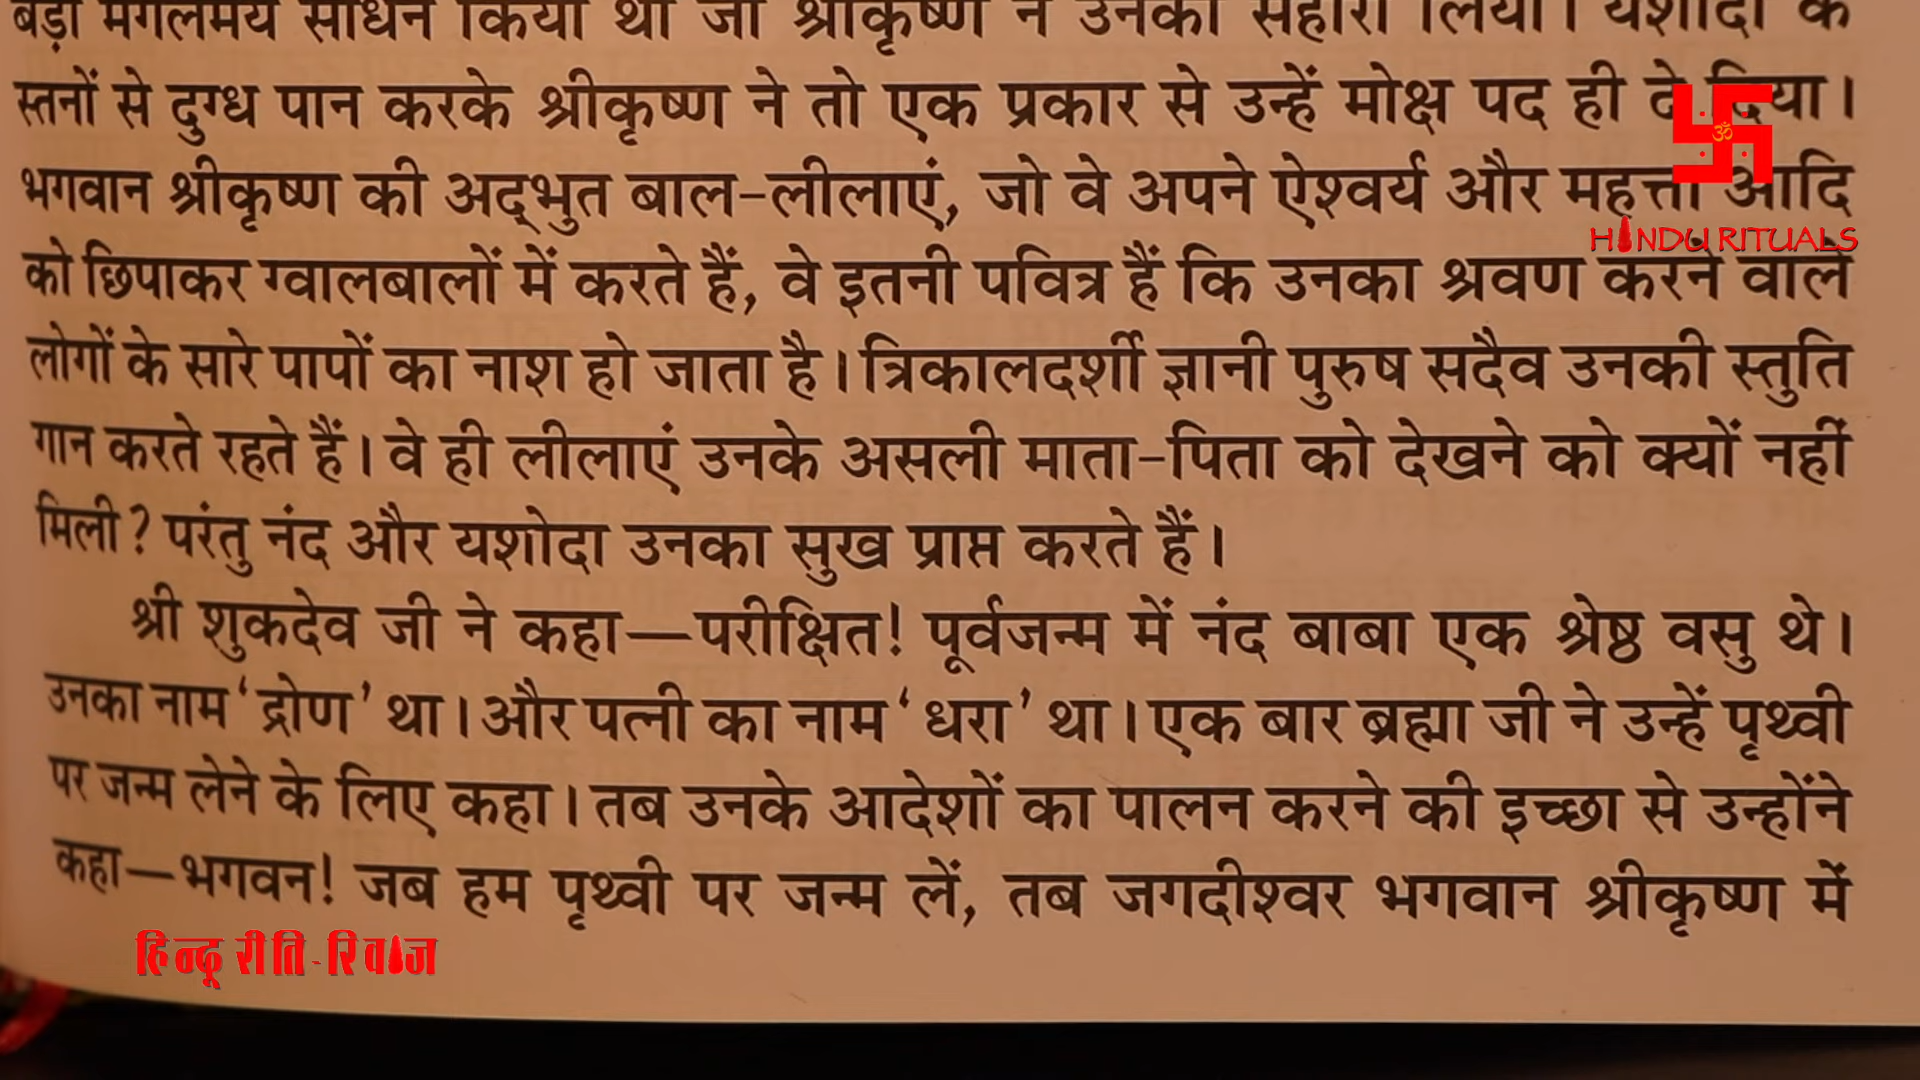 बड़ा मंगलमय साधन किया था जो श्रीकृष्ण ने उनका सहारा लिया। यशोदा के
स्तनों से दुग्ध पान करके श्रीकृष्ण ने तो एक प्रकार से उन्हें मोक्ष पद ही दे दिया।
भगवान श्रीकृष्ण की अद्‌भुत बाल-लीलाएं, जो वे अपने ऐश्वर्य और महत्ता आदि
HINDU RITUALS
को छिपाकर ग्वालबालों में करते हैं, वे इतनी पवित्र हैं कि उनका श्रवण करने वाले
लोगों के सारे पापों का नाश हो जाता है। त्रिकालदर्शी ज्ञानी पुरुष सदैव उनकी स्तुति
गान करते रहते हैं। वे ही लीलाएं उनके असली माता-पिता को देखने को क्यों नहीं
मिली? परंतु नंद और यशोदा उनका सुख प्राप्त करते हैं।
श्री शुकदेव जी ने कहा—परीक्षित! पूर्वजन्म में नंद बाबा एक श्रेष्ठ वसु थे।
उनका नाम ‘द्रोण’ था। और पत्नी का नाम ‘धरा’ था। एक बार ब्रह्मा जी ने उन्हें पृथ्वी
पर जन्म लेने के लिए कहा। तब उनके आदेशों का पालन करने की इच्छा से उन्होंने
कहा—भगवन! जब हम पृथ्वी पर जन्म लें, तब जगदीश्वर भगवान श्रीकृष्ण में
हिन्दू रीति-रिवाज